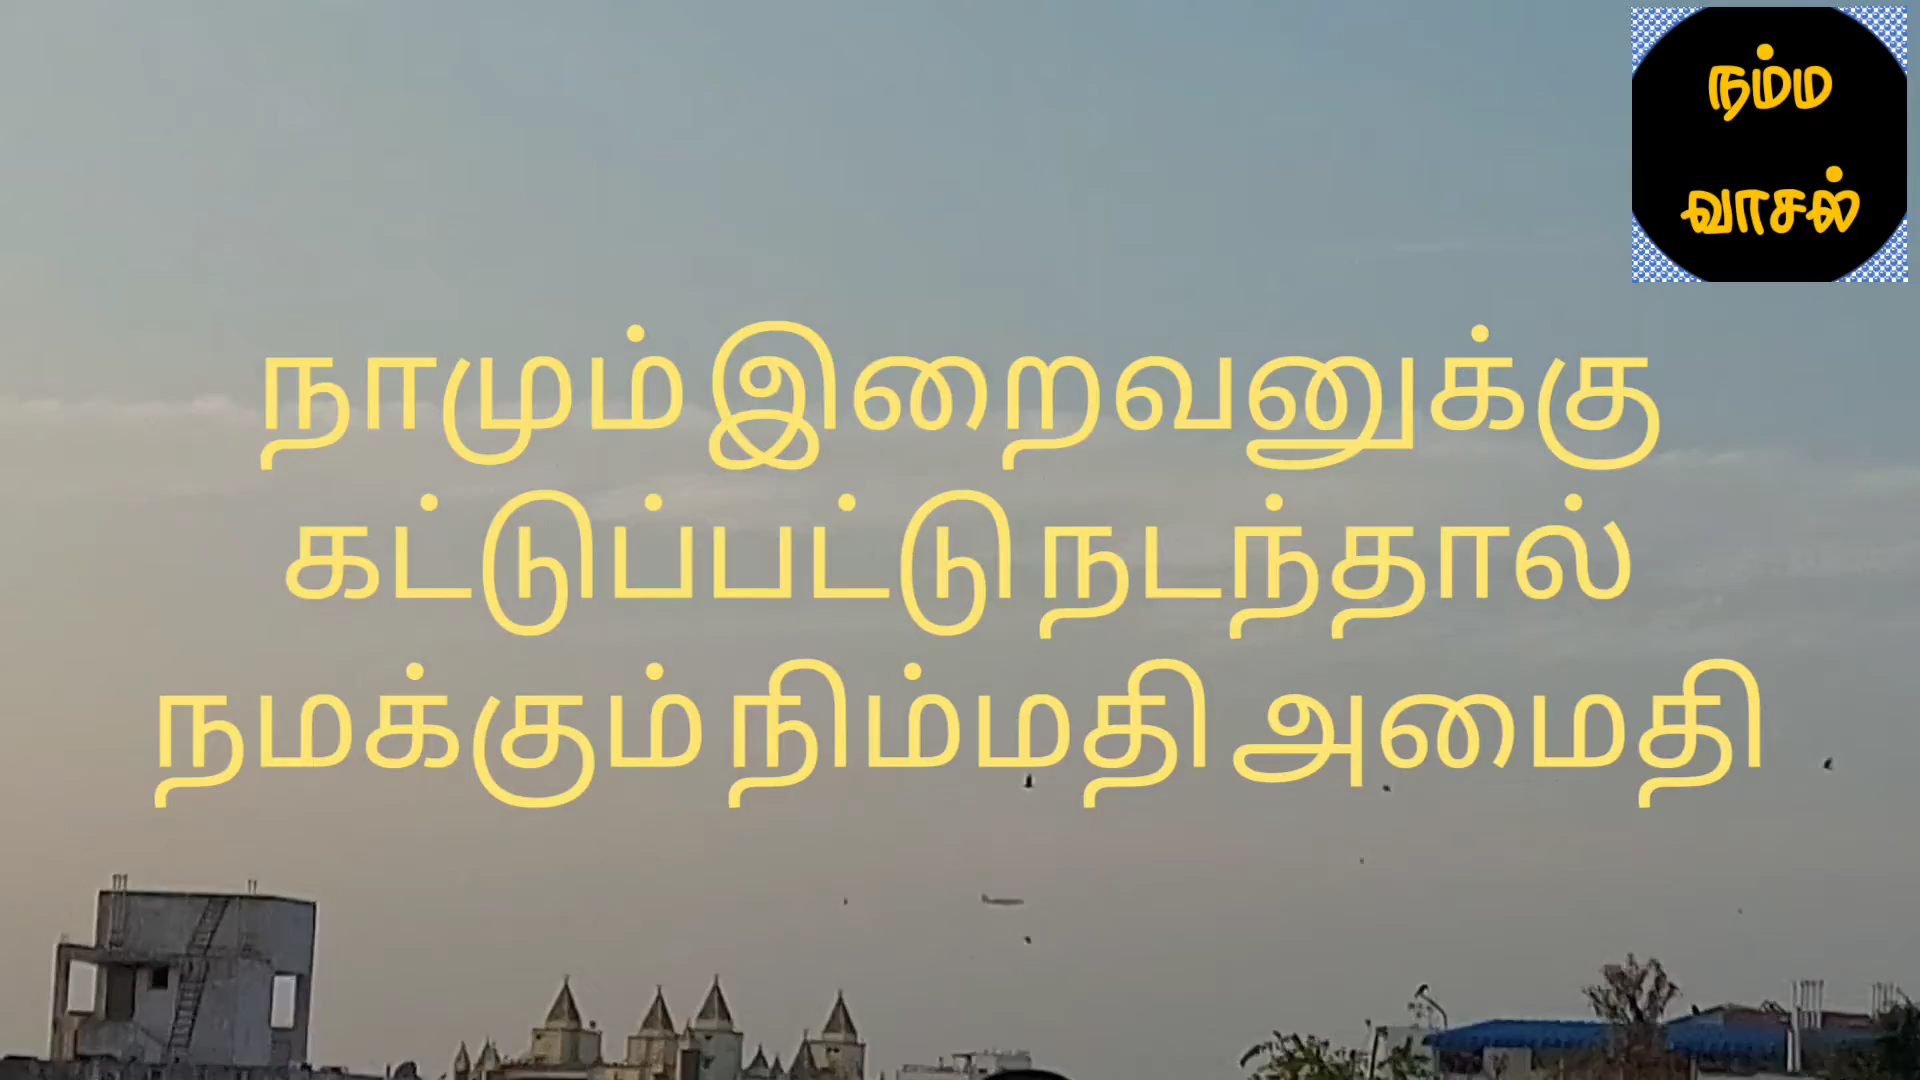 நம்ம
வாசல்
நாமும் இறைவனுக்கு
கட்டுப்பட்டு நடந்தால்
நமக்கும் நிம்மதி அமைதி